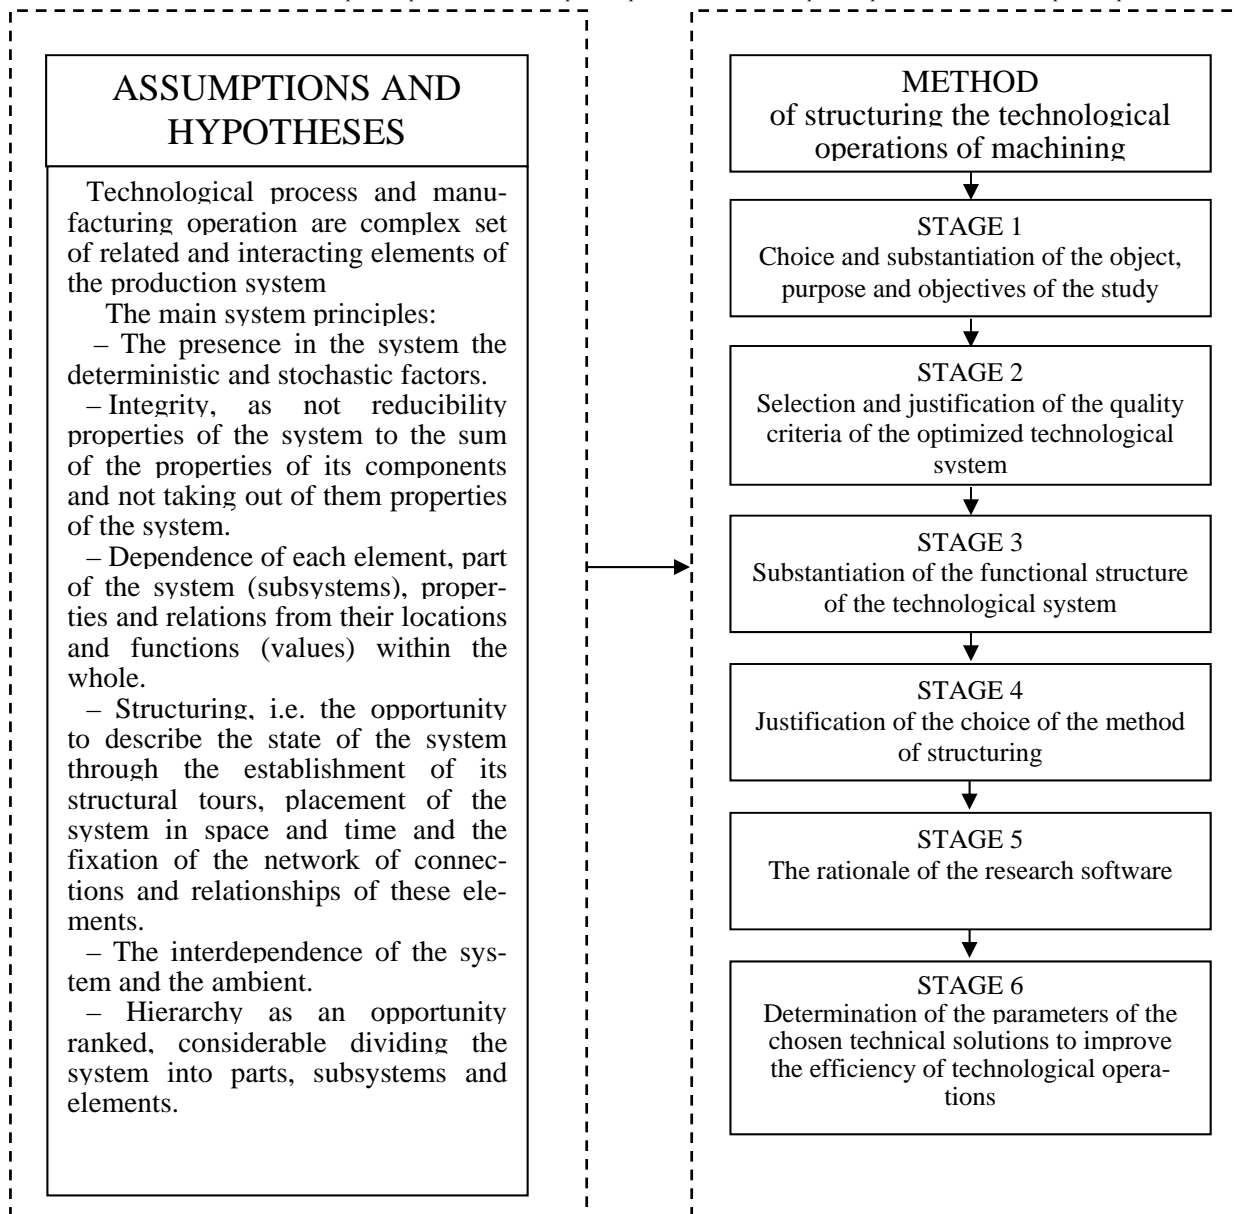 ASSUMPTIONS AND
HYPOTHESES
Technological process and manu-
facturing operation are complex set
of related and interacting elements of
the production system
The main system principles:
– The presence in the system the
deterministic and stochastic factors.
– Integrity, as not reducibility
properties of the system to the sum
of the properties of its components
and not taking out of them properties
of the system.
– Dependence of each element, part
of the system (subsystems), proper-
ties and relations from their locations
and functions (values) within the
whole.
– Structuring, i.e. the opportunity
to describe the state of the system
through the establishment of its
structural tours, placement of the
system in space and time and the
fixation of the network of connec-
tions and relationships of these ele-
ments.
– The interdependence of the sys-
tem and the ambient.
– Hierarchy as an opportunity
ranked, considerable dividing the
system into parts, subsystems and
elements.
METHOD
of structuring the technological
operations of machining
STAGE 1
Choice and substantiation of the object,
purpose and objectives of the study
STAGE 2
Selection and justification of the quality
criteria of the optimized technological
system
STAGE 3
Substantiation of the functional structure
of the technological system
STAGE 4
Justification of the choice of the method
of structuring
STAGE 5
The rationale of the research software
STAGE 6
Determination of the parameters of the
chosen technical solutions to improve
the efficiency of technological opera-
tions